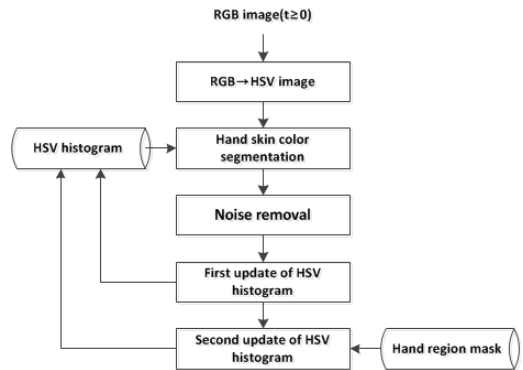 RGB image(t≥0)
RGB→HSV image
HSV histogram
Hand skin color
segmentation
Noise removal
First update of HSV
histogram
Second update of HSV
histogram
Hand region mask